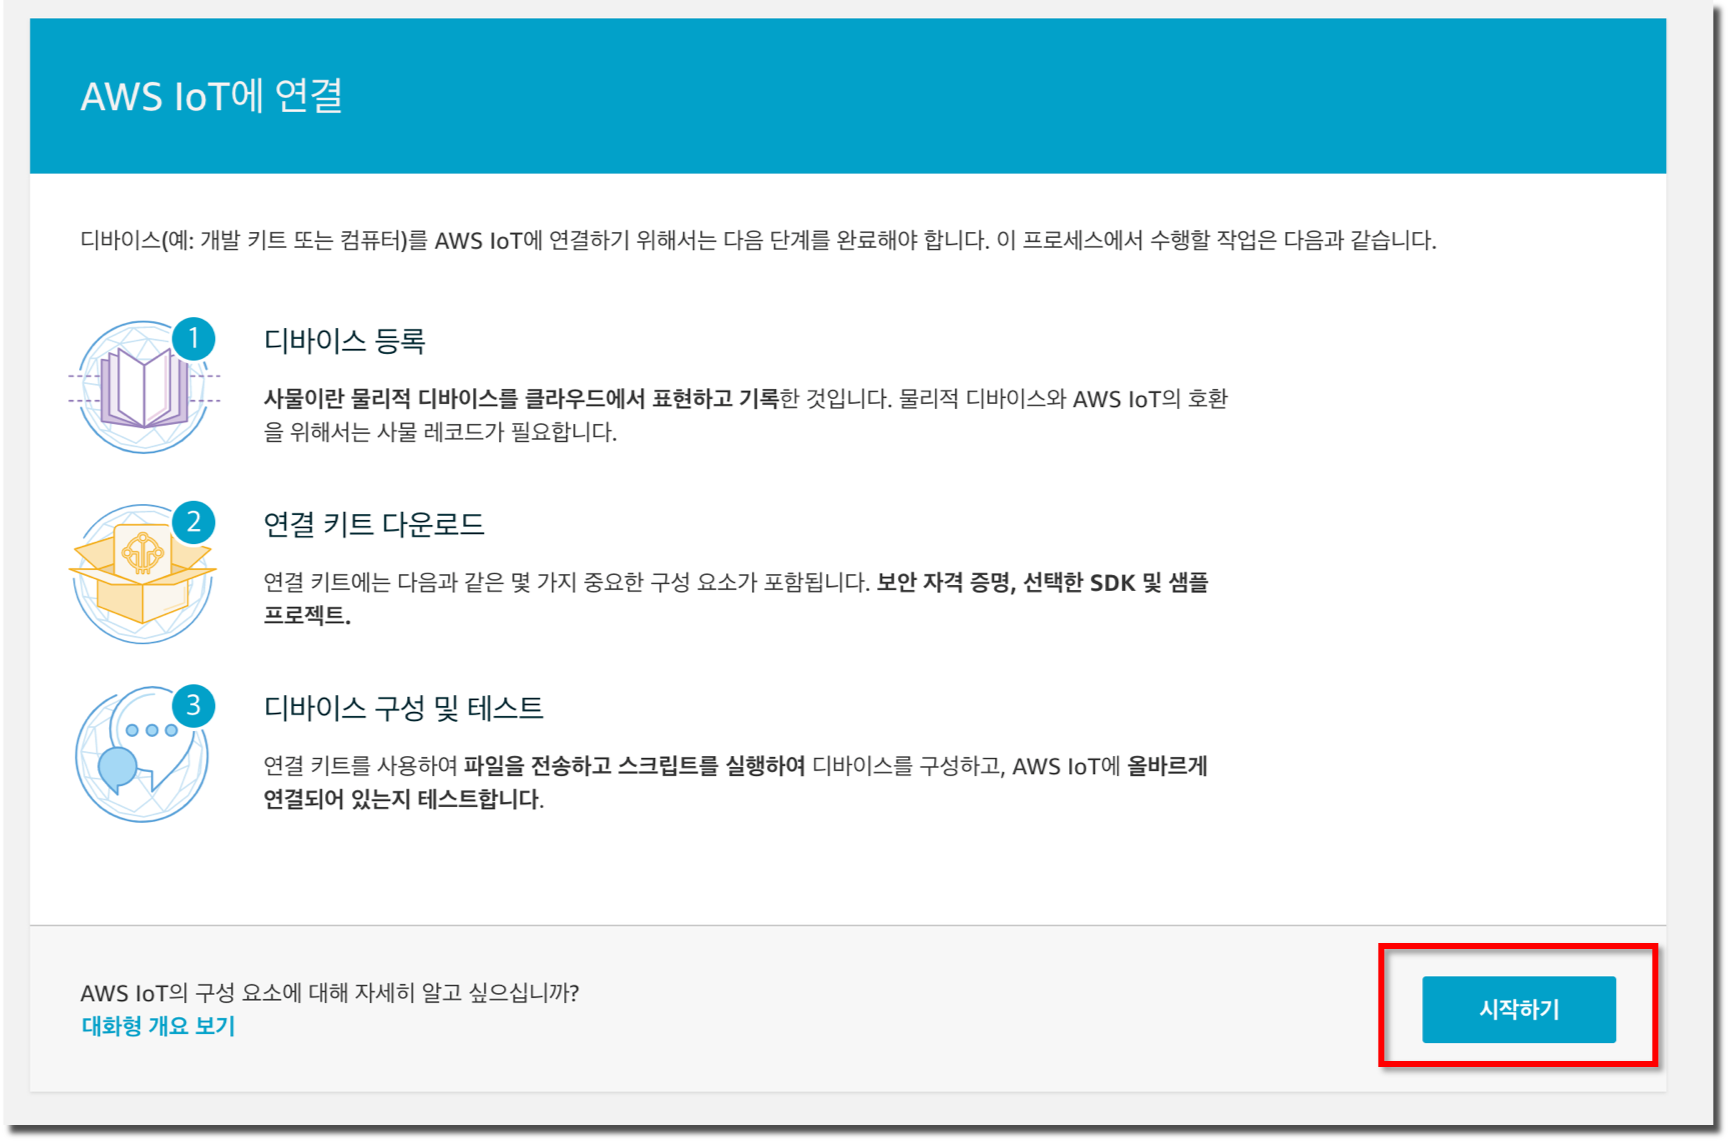 AWS IoT에 연결
디바이스(예: 개발 키트 또는 컴퓨터)를 AWS IoT에 연결하기 위해서는 다음 단계를 완료해야 합니다. 이 프로세스에서 수행할 작업은 다음과 같습니다.
1
디바이스 등록
사물이란 물리적 디바이스를 클라우드에서 표현하고 기록한 것입니다. 물리적 디바이스와 AWS IoT의 호환
을 위해서는 사물 레코드가 필요합니다.
2
연결 키트 다운로드
연결 키트에는 다음과 같은 몇 가지 중요한 구성 요소가 포함됩니다. 보안 자격 증명, 선택한 SDK 및 샘플
프로젝트.
3
디바이스 구성 및 테스트
연결 키트를 사용하여 파일을 전송하고 스크립트를 실행하여 디바이스를 구성하고, AWS IoT에 올바르게
연결되어 있는지 테스트합니다.
AWS IoT의 구성 요소에 대해 자세히 알고 싶으십니까?
대화형 개요 보기
시작하기